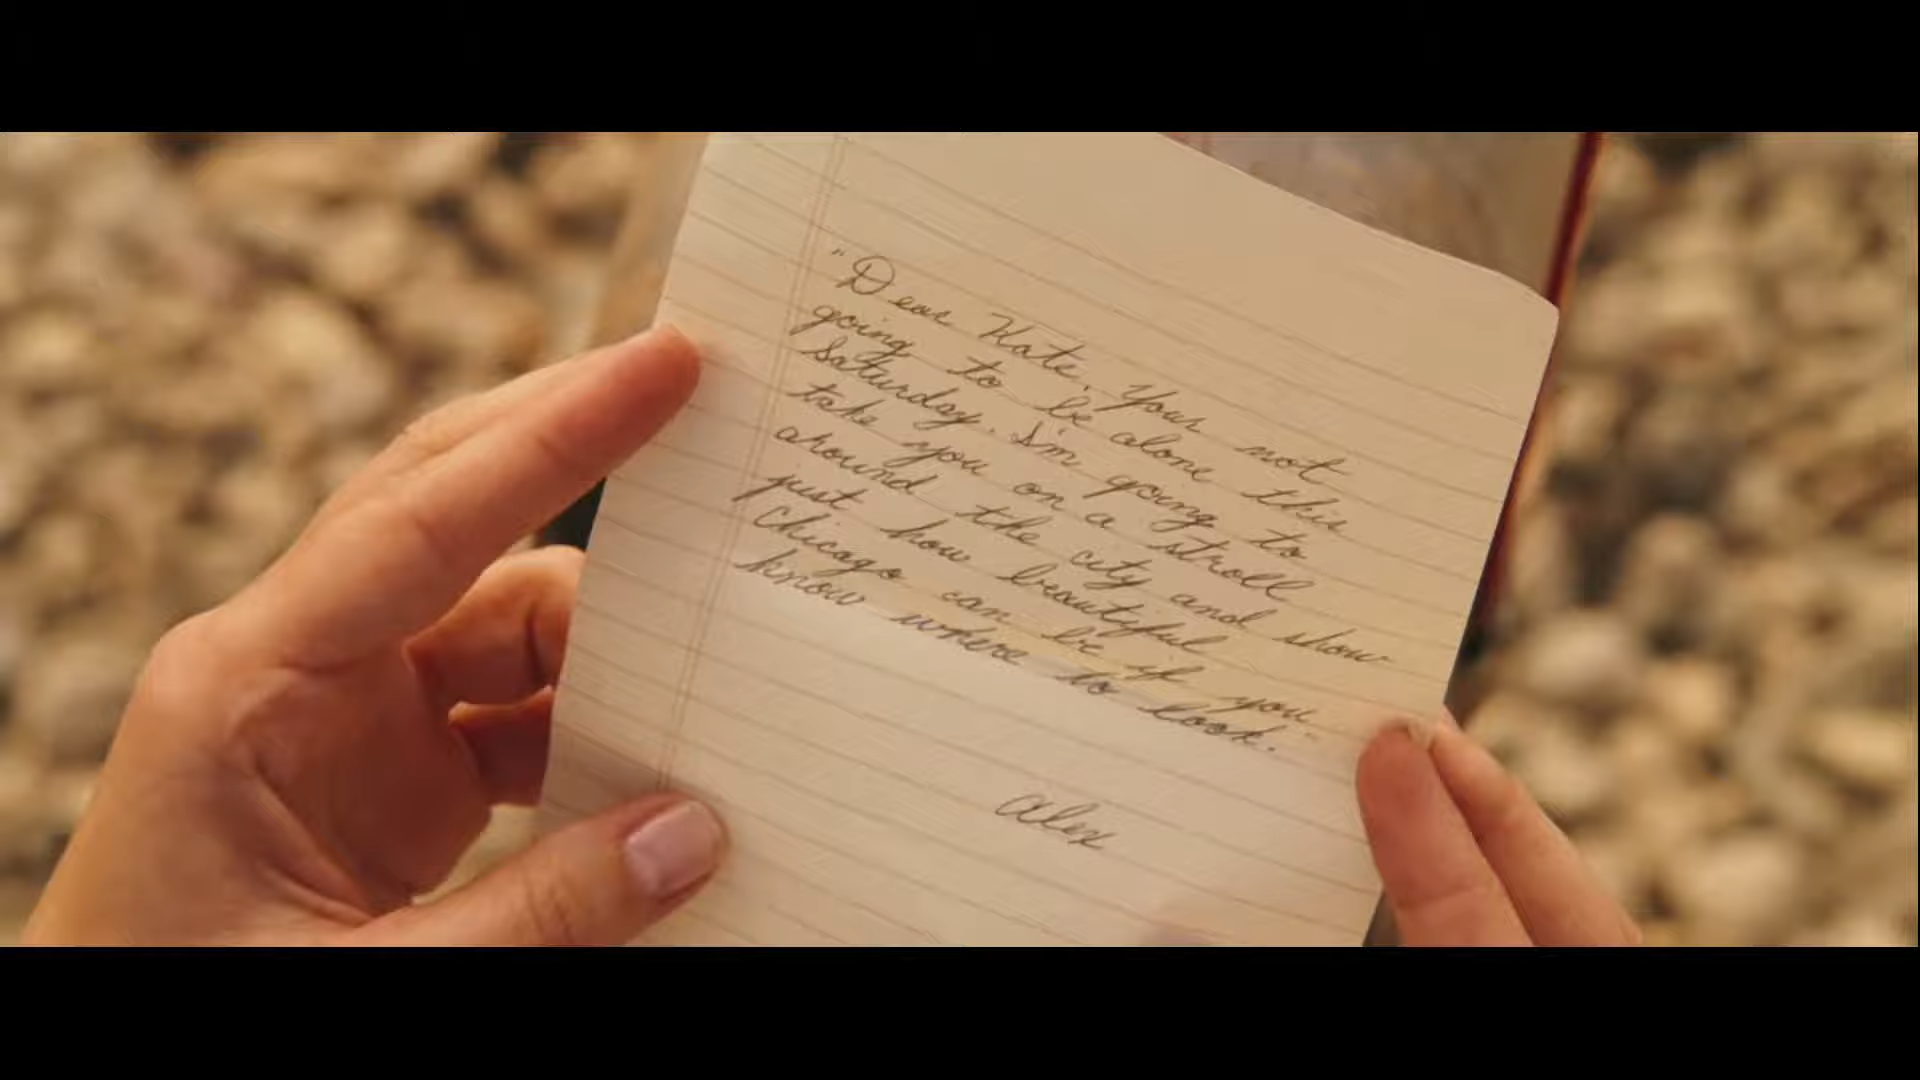 "Dear Kate, Your not
going to be alone this
Saturday. I'm going to
take you on a stroll
around the city and show
just how beautiful
Chicago can be if you
know where to look."
Alex